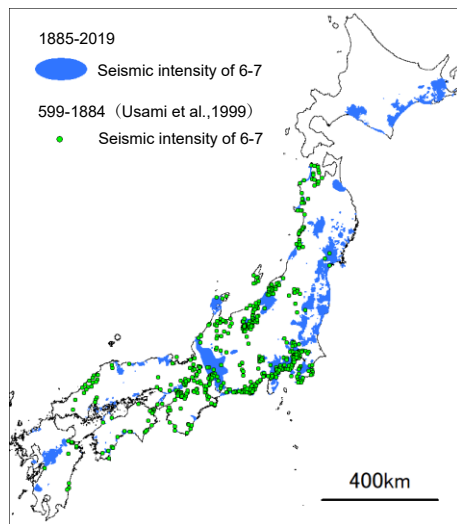 1885-2019
Seismic intensity of 6-7
599-1884（Usami et al.,1999）
Seismic intensity of 6-7
400km